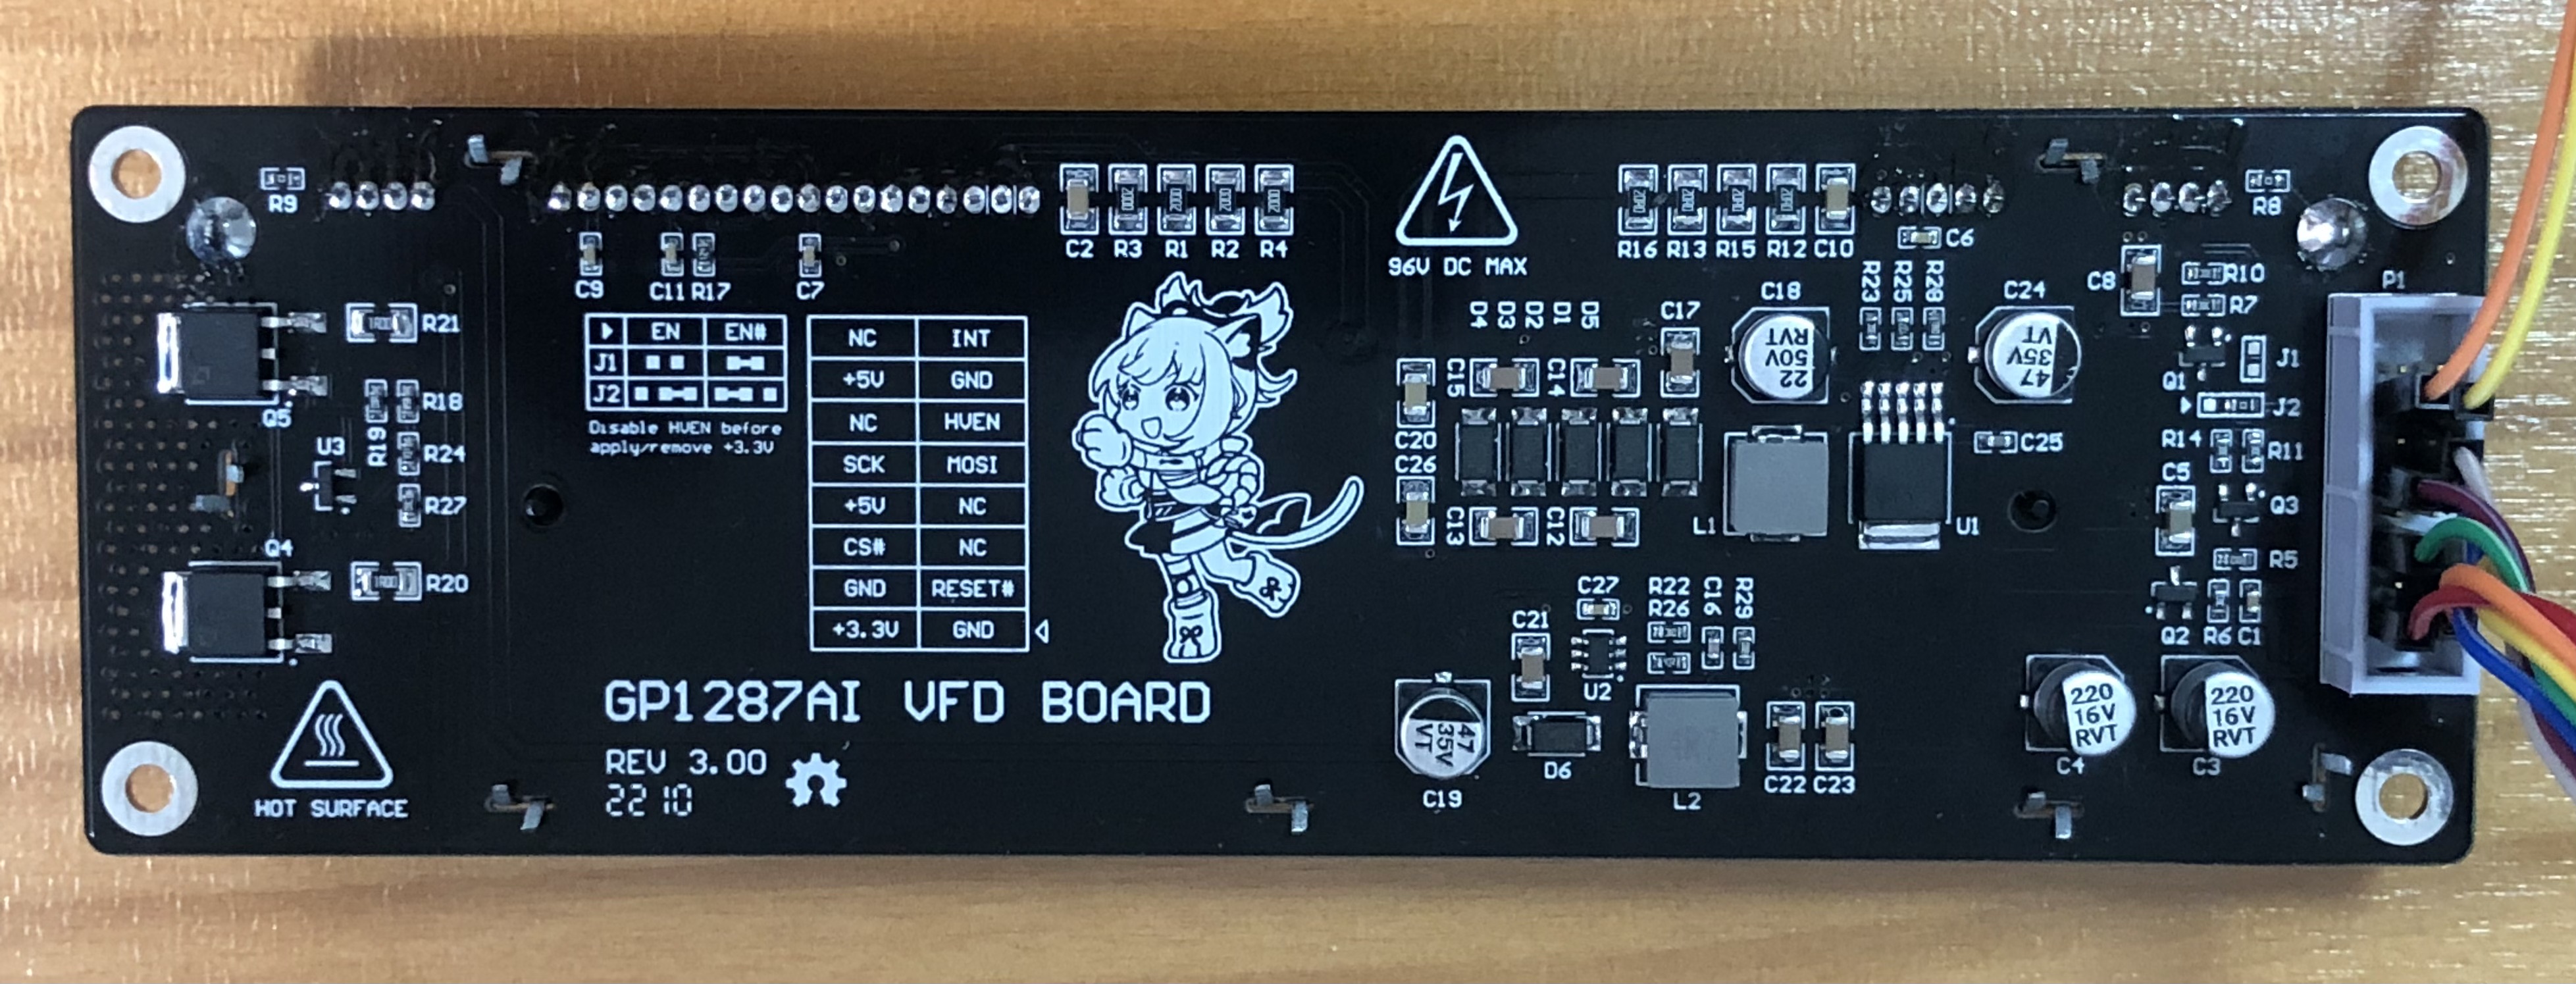 R9
C2 R3 R1 R2 R4
96V DC MAX
R16 R13 R15 R12 C10
C6
R8
C9 C11 R17 C7
R23 R25 R28
C18
22
50V
RVT
C24
47
35V
VT
C8
R10
R7
P1
R21
EN EN#
J1
J2
Disable HVEN before
apply/remove +3.3V
NC INT
+5V GND
NC HVEN
SCK MOSI
+5V NC
CS# NC
GND RESET#
+3.3V GND
D4 D3 D2 D1 D5
C17
Q1
J1
J2
Q5
R18
R19
U3
R24
R27
C15
C14
C20
C26
C13
C12
L1
U1
C25
R14
R11
C5
Q3
Q4
R20
R5
C27
R22
R26
C16
R29
C21
U2
Q2 R6 C1
HOT SURFACE
GP1287AI VFD BOARD
REV 3.00
2210
47
35V
VT
C19
D6
L2
C22 C23
220
16V
RVT
C4
220
16V
RVT
C3